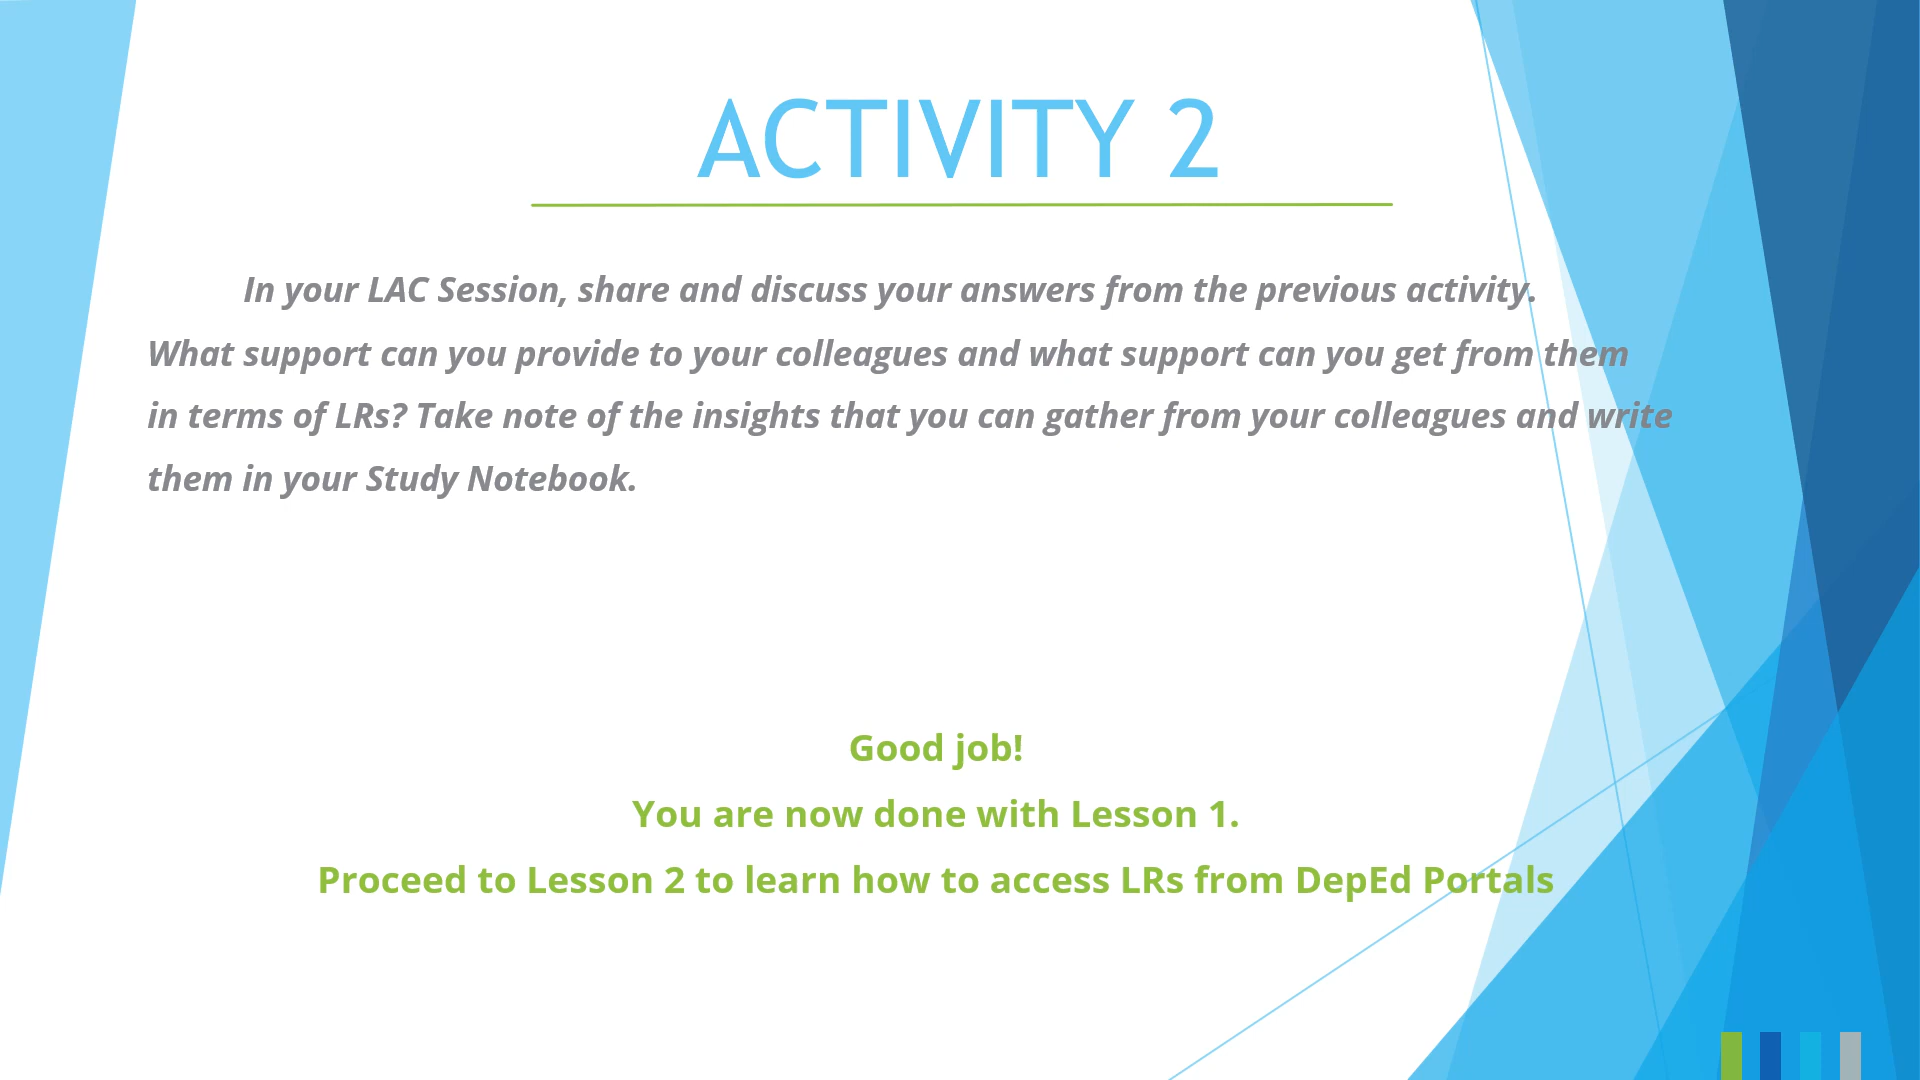 ACTIVITY 2
In your LAC Session, share and discuss your answers from the previous activity.
What support can you provide to your colleagues and what support can you get from them
in terms of LRs? Take note of the insights that you can gather from your colleagues and write
them in your Study Notebook.
Good job!
You are now done with Lesson 1.
Proceed to Lesson 2 to learn how to access LRs from DepEd Portals